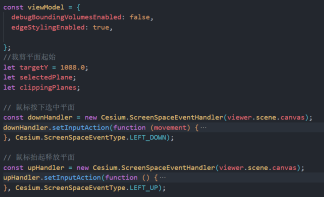 const viewModel = {
debugBoundingVolumesEnabled: false,
edgeStylingEnabled: true,
};
//裁剪平面起始
let targetY = 1088.0;
let selectedPlane;
let clippingPlanes;
// 鼠标按下选中平面
const downHandler = new Cesium.ScreenSpaceEventHandler(viewer.scene.canvas);
downHandler.setInputAction(function (movement) {…
}, Cesium.ScreenSpaceEventType.LEFT_DOWN);
// 鼠标抬起释放平面
const upHandler = new Cesium.ScreenSpaceEventHandler(viewer.scene.canvas);
upHandler.setInputAction(function () {…
}, Cesium.ScreenSpaceEventType.LEFT_UP);